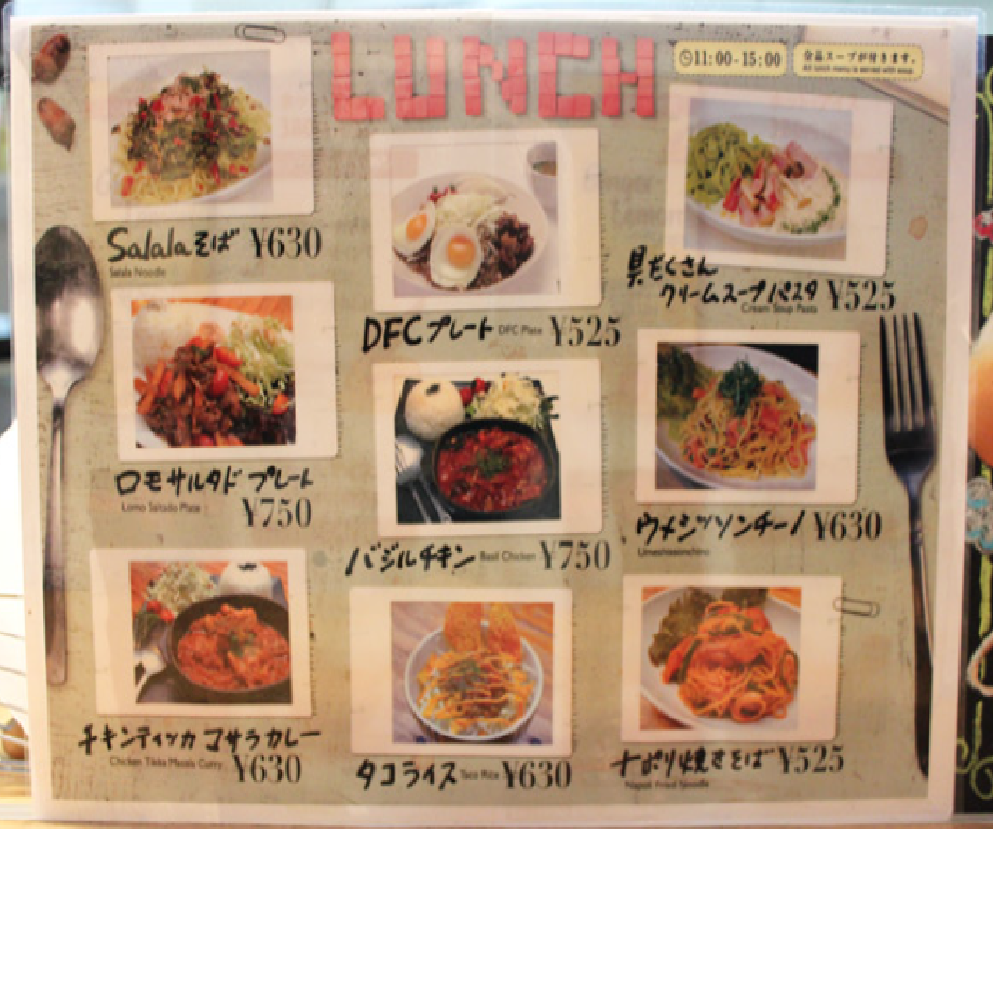 LUNCH
11:00-15:00
全品スープが付きます。
All lunch menu is served with soup.
Salalaそば ¥630
Salala Noodle
DFCプレート DFC Plate ¥525
具だくさん
クリームスープパスタ ¥525
Cream Soup Pasta
ロモサルタドプレート
Lomo Saltado Plate ¥750
バジルチキン Basil Chicken ¥750
ウメシソンチーノ ¥630
チキンティッカマサラカレー
Chicken Tikka Masala Curry ¥630
タコライス Taco Rice ¥630
ナポリ焼きそば ¥525
Napoli Fried Noodle